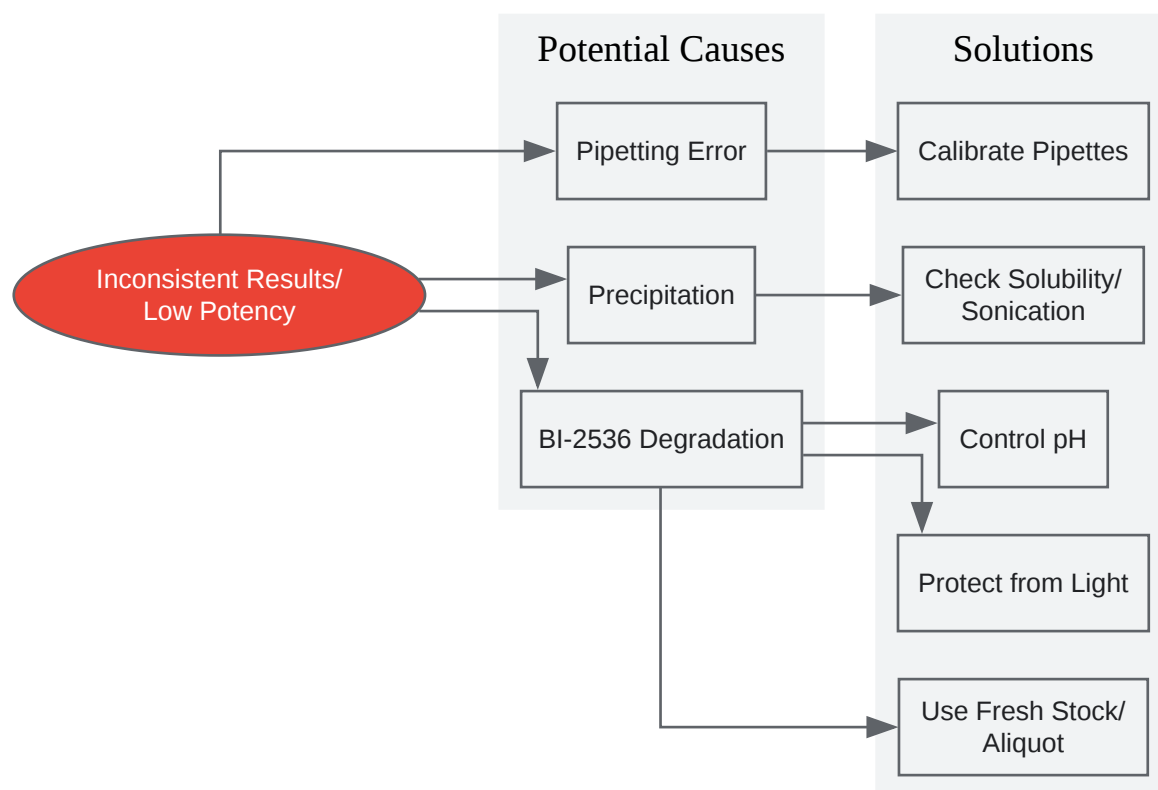 Potential Causes
Solutions
Pipetting Error
Calibrate Pipettes
Inconsistent Results/
Low Potency
Precipitation
Check Solubility/
Sonication
BI-2536 Degradation
Control pH
Protect from Light
Use Fresh Stock/
Aliquot